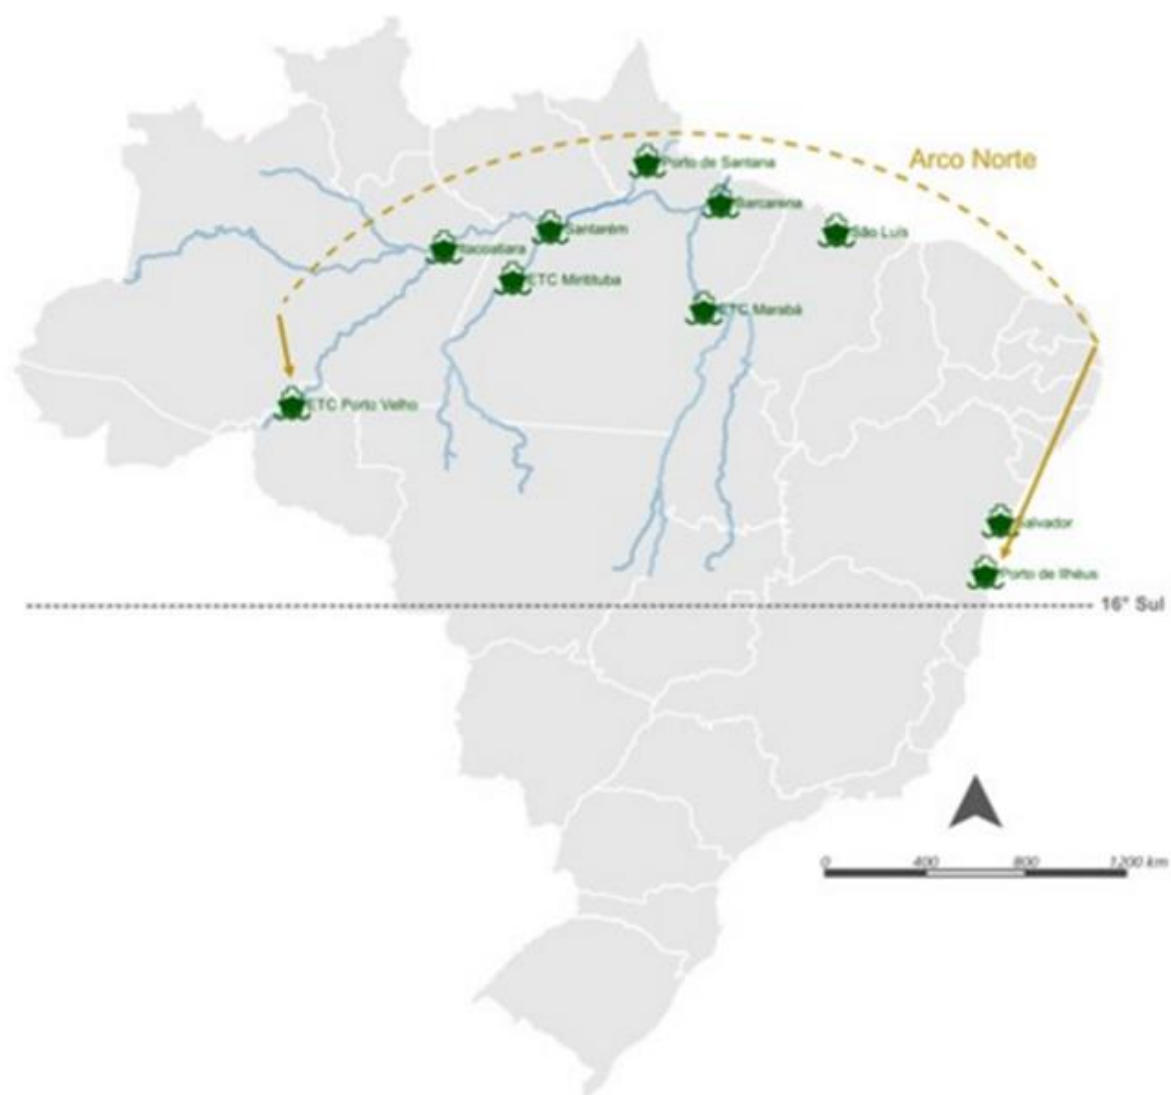 Arco Norte
Porto de Santana
Barcarena
Santarém
São Luís
Itacoatiara
ETC Miritituba
ETC Marabá
ETC Porto Velho
Salvador
Porto de Ilhéus
16° Sul
0 400 800 1200 km